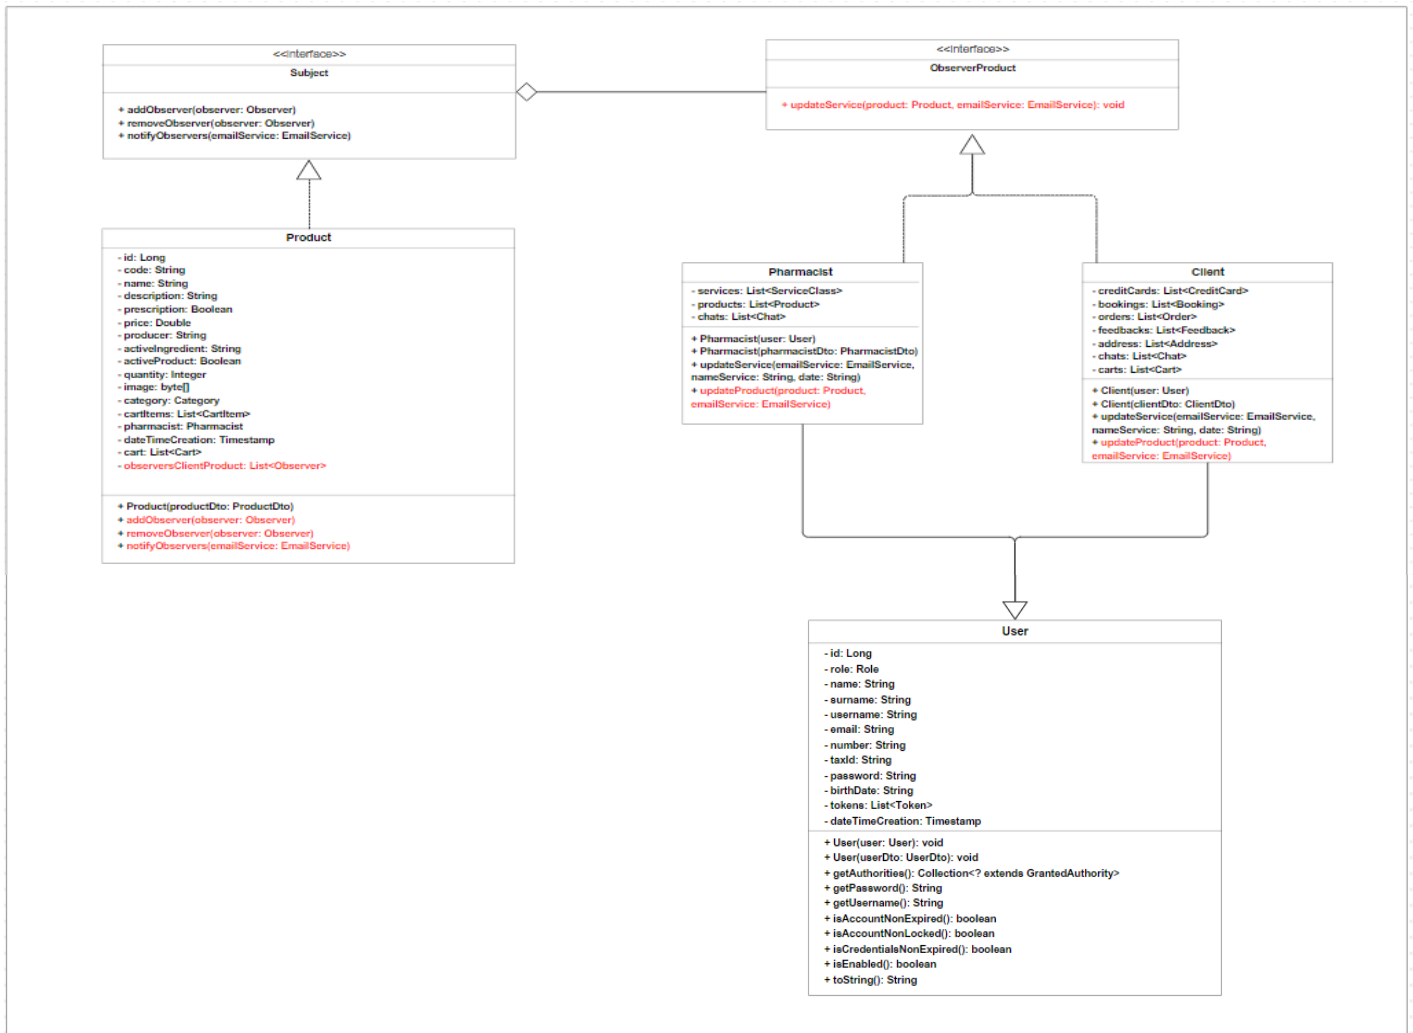 <<interface>>
Subject
+ addObserver(observer: Observer)
+ removeObserver(observer: Observer)
+ notifyObservers(emailService: EmailService)
<<interface>>
ObserverProduct
+ updateService(product: Product, emailService: EmailService): void
Product
- id: Long
- code: String
- name: String
- description: String
- prescription: Boolean
- price: Double
- producer: String
- activeIngredient: String
- activeProduct: Boolean
- quantity: Integer
- image: byte[]
- category: Category
- cartItems: List<CartItem>
- pharmacist: Pharmacist
- dateTimeCreation: Timestamp
- cart: List<Cart>
- observersClientProduct: List<Observer>
+ Product(productDto: ProductDto)
+ addObserver(observer: Observer)
+ removeObserver(observer: Observer)
+ notifyObservers(emailService: EmailService)
Pharmacist
- services: List<ServiceClass>
- products: List<Product>
- chats: List<Chat>
+ Pharmacist(user: User)
+ Pharmacist(pharmacistDto: PharmacistDto)
+ updateService(emailService: EmailService,
nameService: String, date: String)
+ updateProduct(product: Product,
emailService: EmailService)
Client
- creditCards: List<CreditCard>
- bookings: List<Booking>
- orders: List<Order>
- feedbacks: List<Feedback>
- address: List<Address>
- chats: List<Chat>
- carts: List<Cart>
+ Client(user: User)
+ Client(clientDto: ClientDto)
+ updateService(emailService: EmailService,
nameService: String, date: String)
+ updateProduct(product: Product,
emailService: EmailService)
User
- id: Long
- role: Role
- name: String
- surname: String
- username: String
- email: String
- number: String
- taxId: String
- password: String
- birthDate: String
- tokens: List<Token>
- dateTimeCreation: Timestamp
+ User(user: User): void
+ User(userDto: UserDto): void
+ getAuthorities(): Collection<? extends GrantedAuthority>
+ getPassword(): String
+ getUsername(): String
+ isAccountNonExpired(): boolean
+ isAccountNonLocked(): boolean
+ isCredentialsNonExpired(): boolean
+ isEnabled(): boolean
+ toString(): String